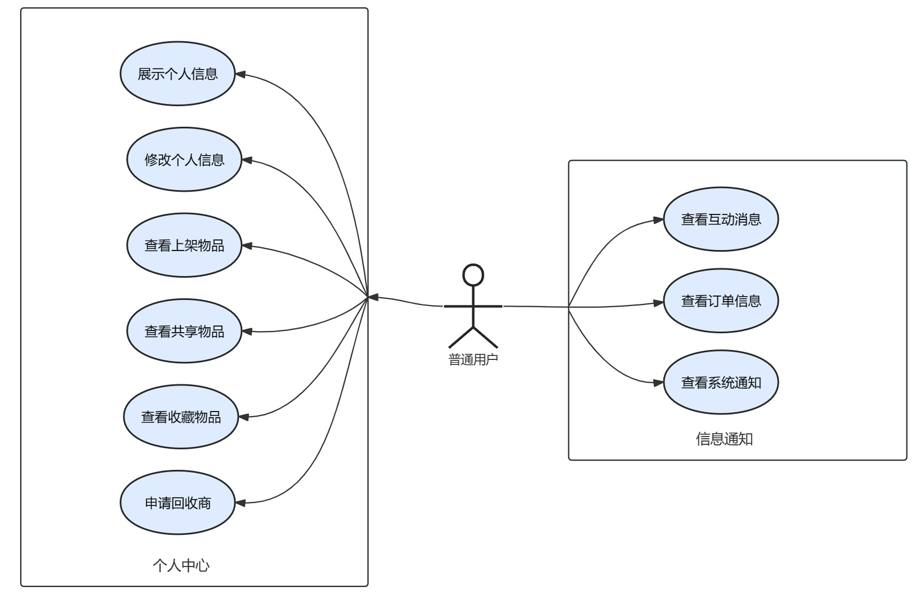 展示个人信息
修改个人信息
查看上架物品
查看共享物品
查看收藏物品
申请回收商
个人中心
普通用户
查看互动消息
查看订单信息
查看系统通知
信息通知